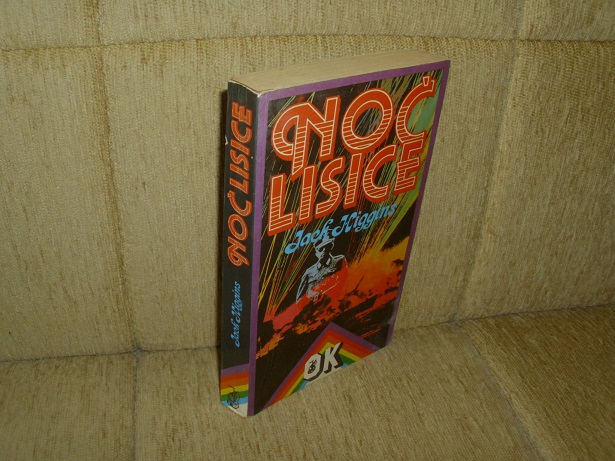 NOĆ
LISICE
Jack Higgins
OK
NOĆ LISICE
Jack Higgins